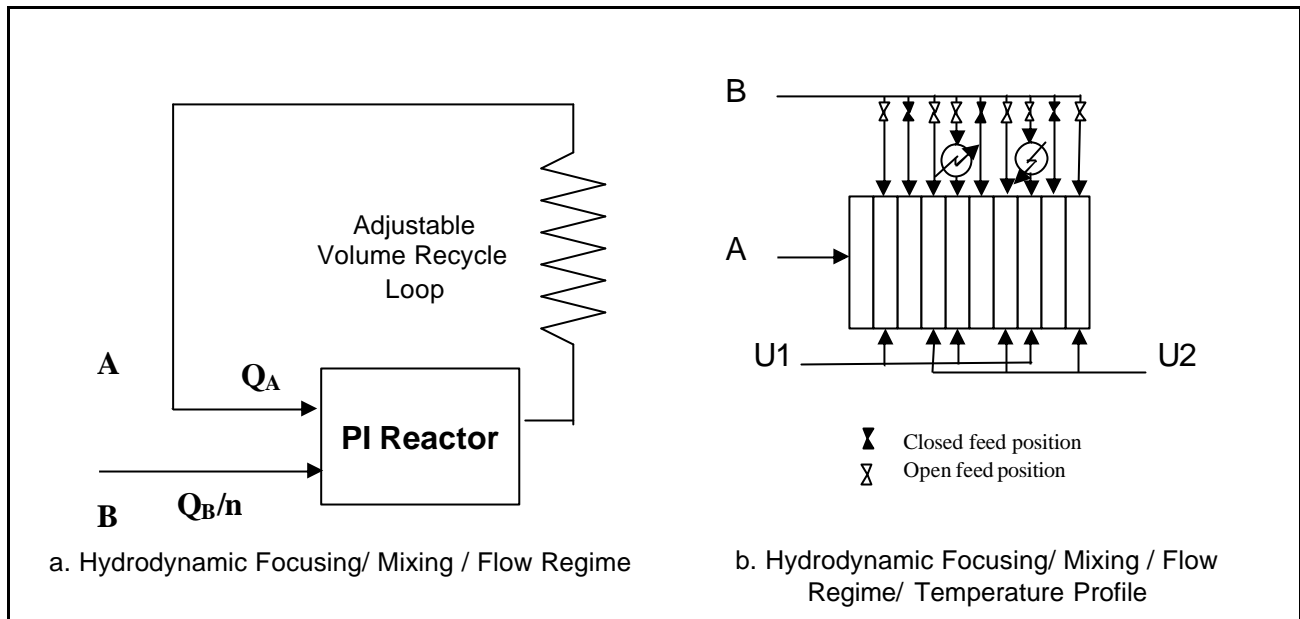 Adjustable
Volume Recycle
Loop
A
QA
PI Reactor
B
QB/n
a. Hydrodynamic Focusing/ Mixing / Flow Regime
B
A
U1
U2
Closed feed position
Open feed position
b. Hydrodynamic Focusing/ Mixing / Flow
Regime/ Temperature Profile